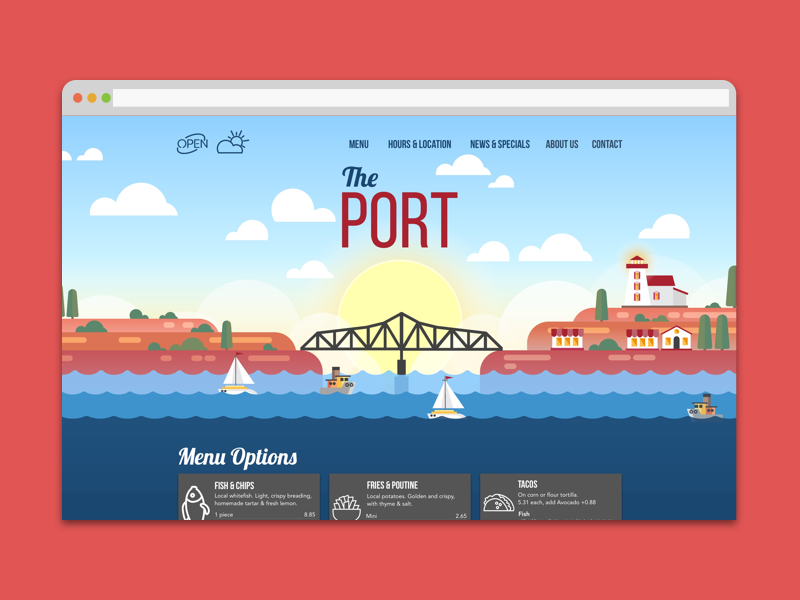 OPEN
MENU HOURS & LOCATION NEWS & SPECIALS ABOUT US CONTACT
The
PORT
Menu Options
FISH & CHIPS
Local whitefish. Light, crispy breading,
homemade tartar & fresh lemon.
1 piece 8.85
FRIES & POUTINE
Local potatoes. Golden and crispy,
with thyme & salt.
Mini 2.65
TACOS
On corn or flour tortilla.
5.31 each, add Avocado +0.88
Fish